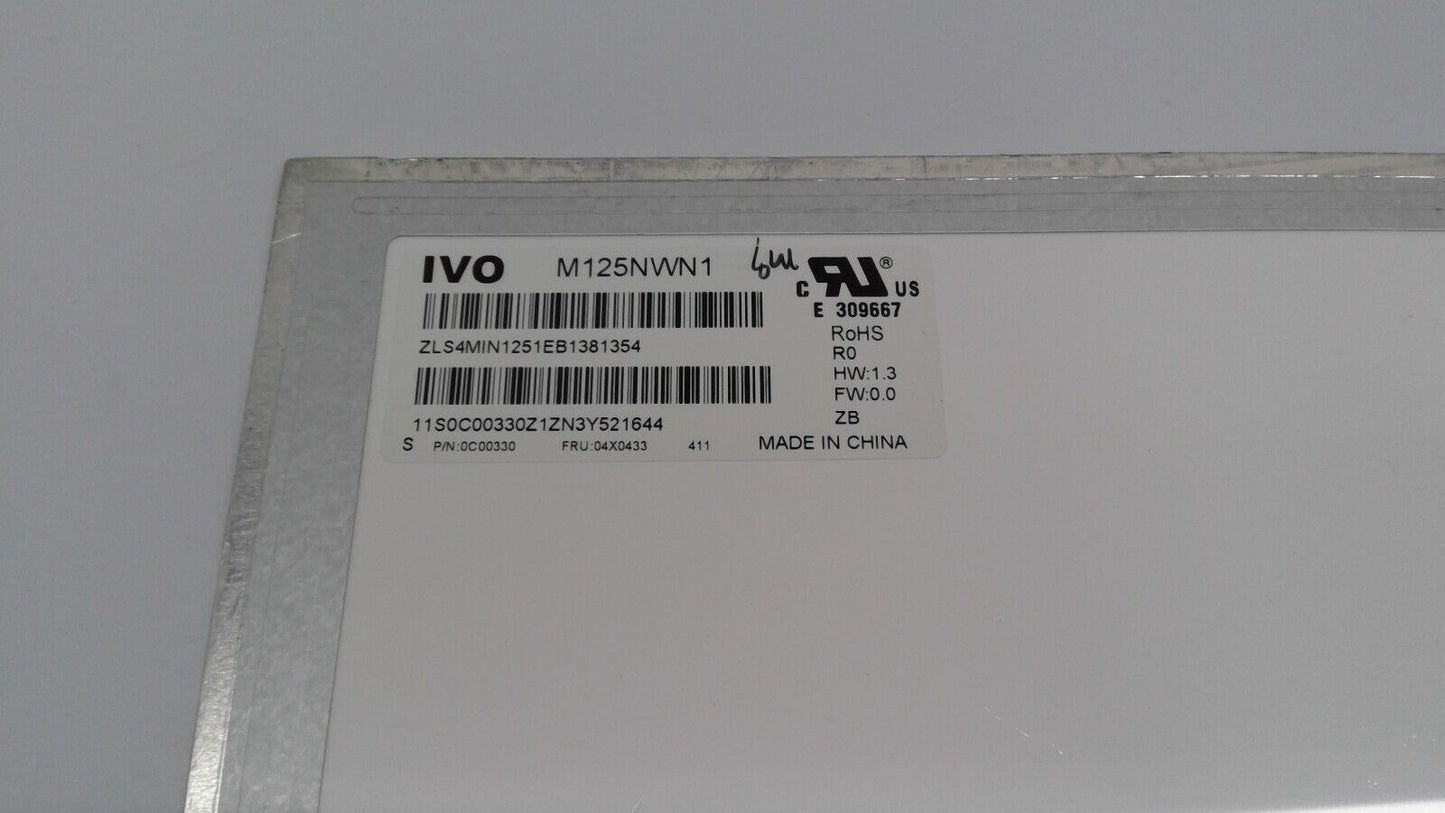 IVO M125NWN1
C US ®
E 309667
ZLS4MIN1251EB1381354
RoHS
R0
HW:1.3
FW:0.0
11S0C00330Z1ZN3Y521644
ZB
S P/N:0C00330 FRU:04X0433 411 MADE IN CHINA